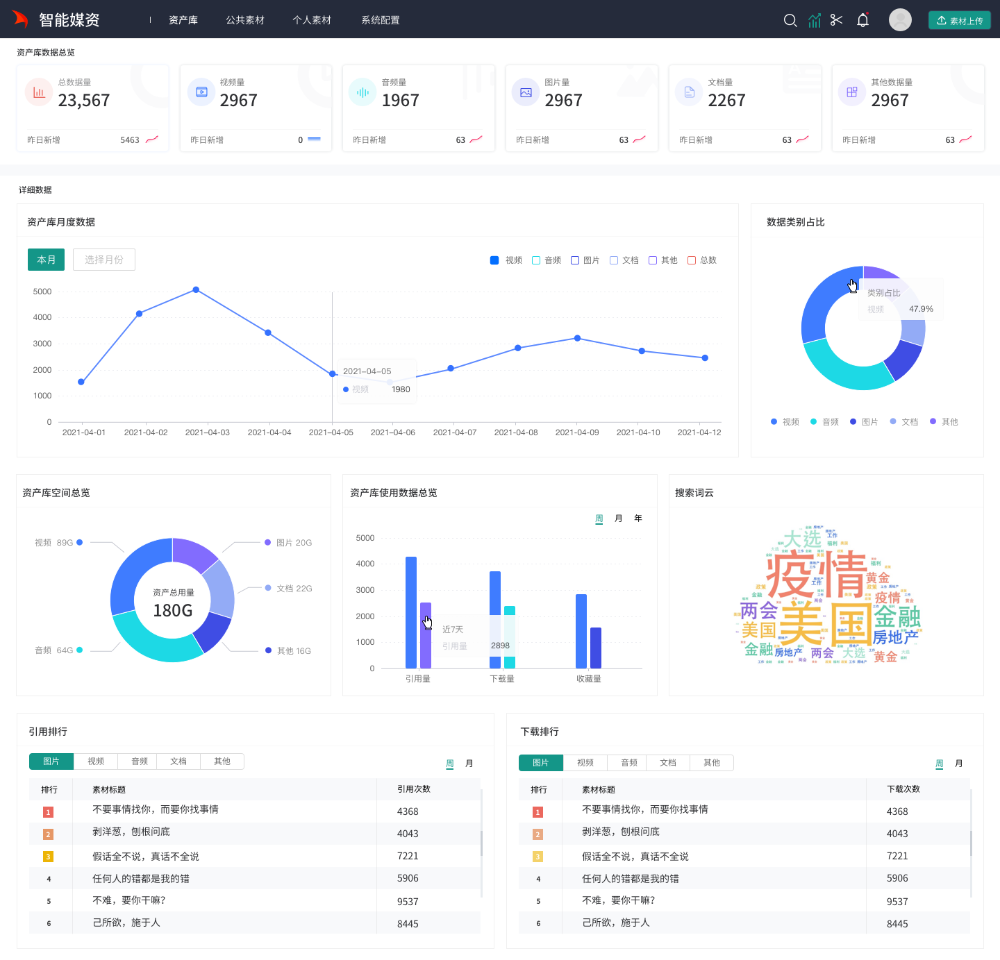 智能媒资
资产库
公共素材
个人素材
系统配置
素材上传
资产库数据总览
总数据量
23,567
昨日新增
5463
视频量
2967
昨日新增
0
音频量
1967
昨日新增
63
图片量
2967
昨日新增
63
文档量
2267
昨日新增
63
其他数据量
2967
昨日新增
63
详细数据
资产库月度数据
本月
选择月份
视频
音频
图片
文档
其他
总数
5000
4000
3000
2000
1000
0
2021-04-05
视频 1980
2021-04-01
2021-04-02
2021-04-03
2021-04-04
2021-04-05
2021-04-06
2021-04-07
2021-04-08
2021-04-09
2021-04-10
2021-04-12
数据类别占比
类别占比
视频 47.9%
视频
音频
图片
文档
其他
资产库空间总览
视频 89G
图片 20G
文档 22G
资产总用量
180G
音频 64G
其他 16G
资产库使用数据总览
周
月
年
5000
4000
3000
2000
1000
0
近7天
引用量 2898
引用量
下载量
收藏量
搜索词云
大选
工作
福利
疫情
福利
黄金
政策
金融
疫情
两会
美国
金融
美国
房地产
金融
房地产
两会
大选
黄金
大选
引用排行
图片
视频
音频
文档
其他
周
月
排行 素材标题 引用次数
1 不要事情找你，而要你找事情 4368
2 剥洋葱，刨根问底 4043
3 假话全不说，真话不全说 7221
4 任何人的错都是我的错 5906
5 不难，要你干嘛？ 9537
6 己所欲，施于人 8445
下载排行
图片
视频
音频
文档
其他
周
月
排行 素材标题 下载次数
1 不要事情找你，而要你找事情 4368
2 剥洋葱，刨根问底 4043
3 假话全不说，真话不全说 7221
4 任何人的错都是我的错 5906
5 不难，要你干嘛？ 9537
6 己所欲，施于人 8445